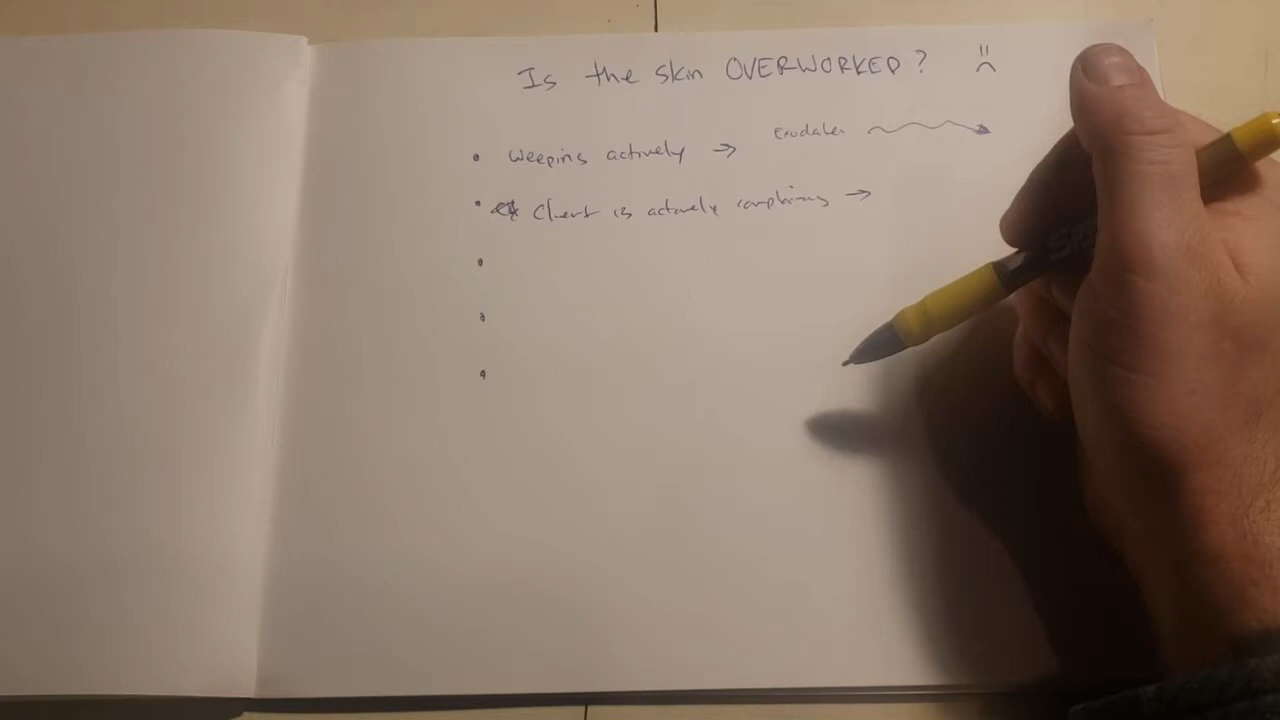 Is the skin OVERWORKED? :(
• Weeping actively → Exudates
• Client is actively complaining →
•
•
•